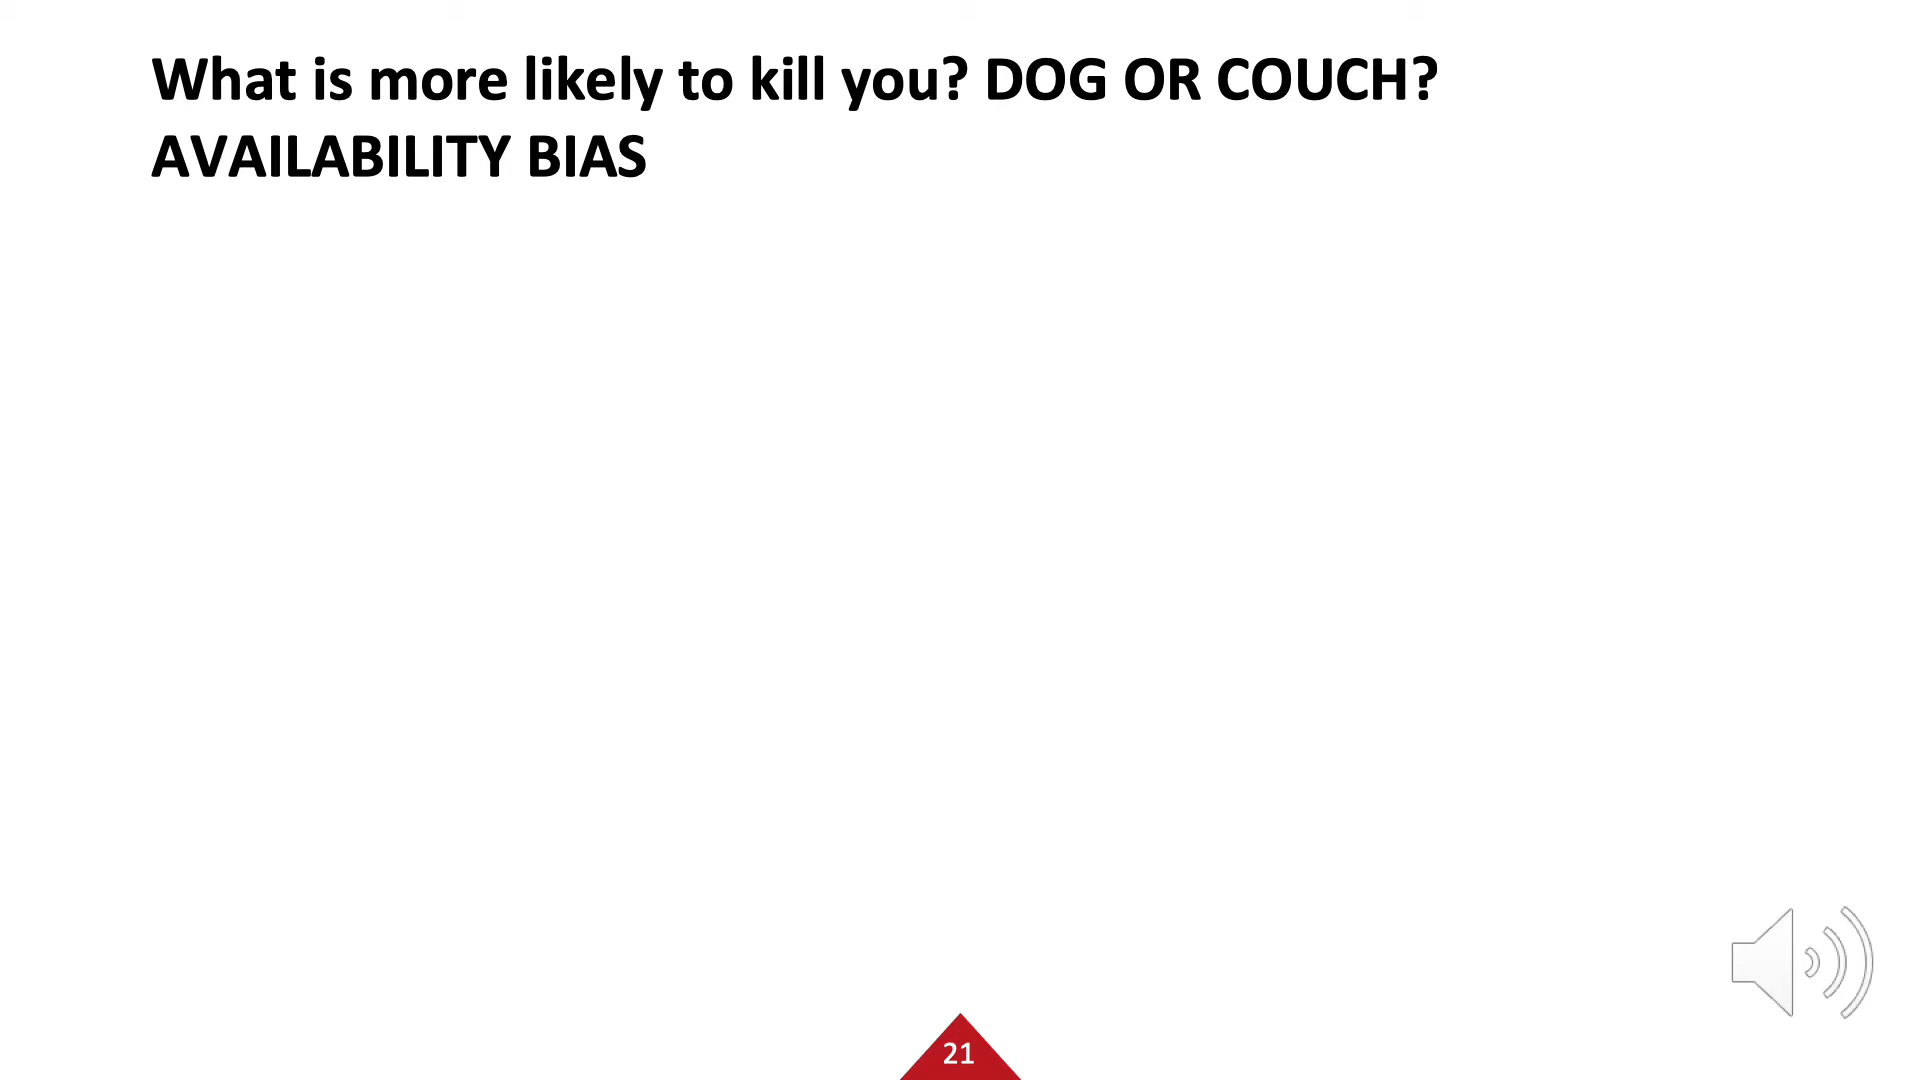 What is more likely to kill you? DOG OR COUCH?
AVAILABILITY BIAS
21